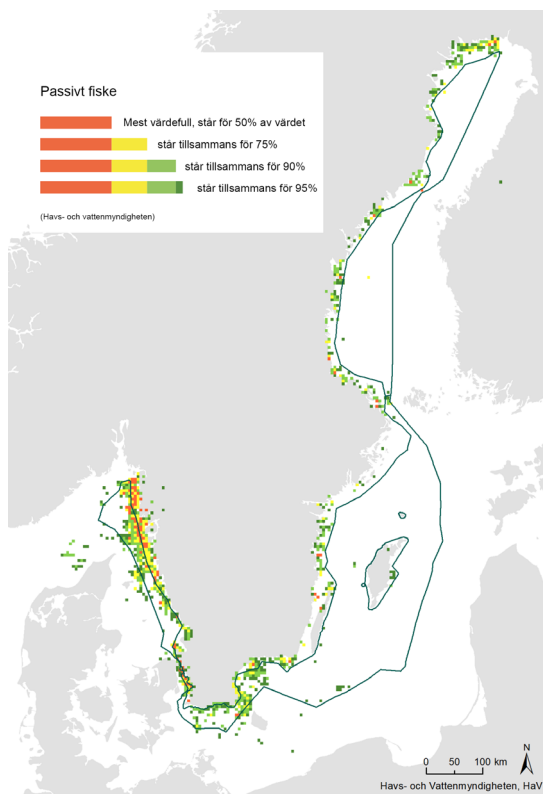 Passivt fiske
Mest värdefull, står för 50% av värdet
står tillsammans för 75%
står tillsammans för 90%
står tillsammans för 95%
(Havs- och vattenmyndigheten)
N
0 50 100 km
Havs- och Vattenmyndigheten, HaV